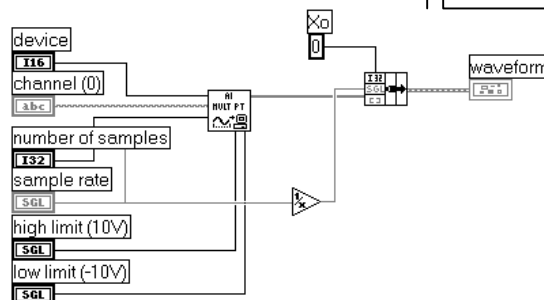 device
I16
channel (0)
abc
number of samples
I32
sample rate
SGL
high limit (10V)
SGL
low limit (-10V)
SGL
AI
MULT PT
1/x
Xo
0
I32
SGL
waveform